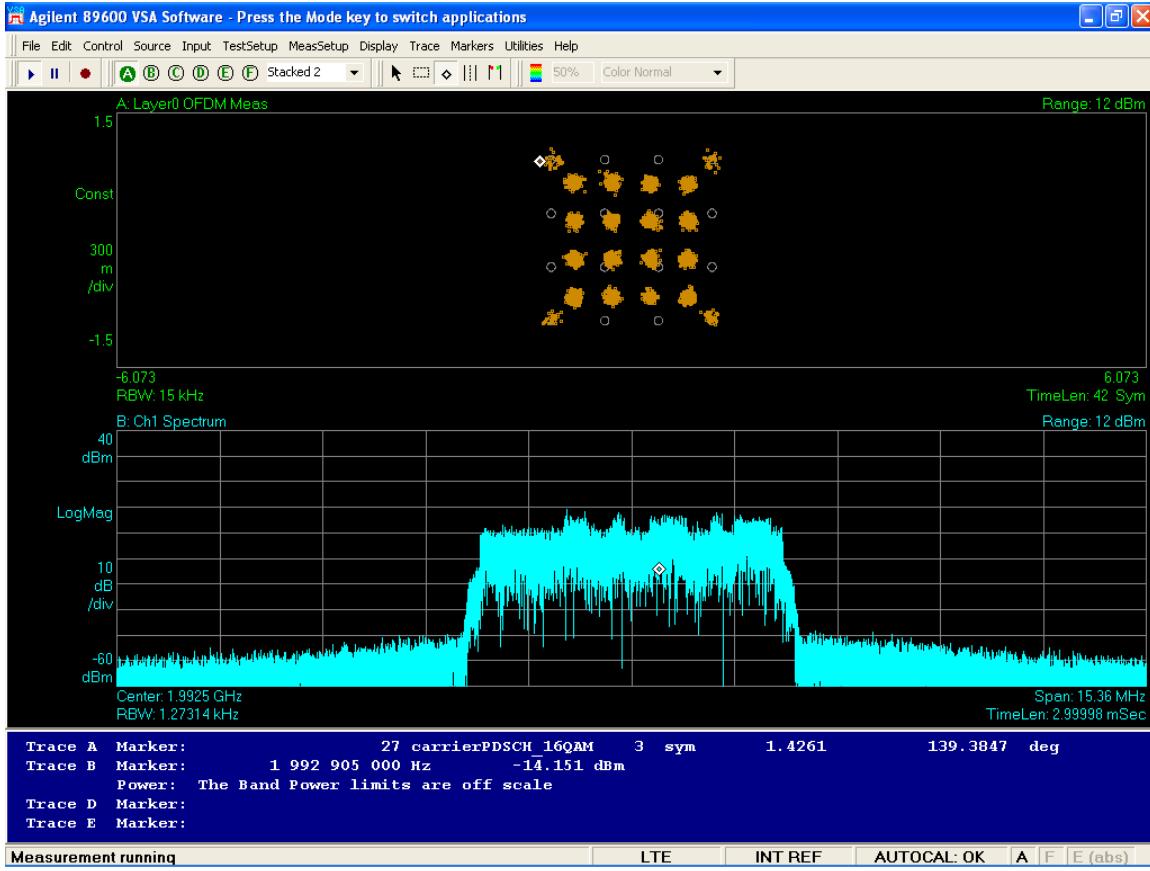 Agilent 89600 VSA Software - Press the Mode key to switch applications
File Edit Control Source Input TestSetup MeasSetup Display Trace Markers Utilities Help
A B C D E F Stacked 2 50% Color Normal
A: Layer0 OFDM Meas Range: 12 dBm
1.5
Const
300
m
/div
-1.5
-6.073 6.073
RBW: 15 kHz TimeLen: 42 Sym
B: Ch1 Spectrum Range: 12 dBm
40
dBm
LogMag
10
dB
/div
-60
dBm
Center: 1.9925 GHz Span: 15.36 MHz
RBW: 1.27314 kHz TimeLen: 2.99998 mSec
Trace A Marker: 27 carrierPDSCH_16QAM 3 sym 1.4261 139.3847 deg
Trace B Marker: 1 992 905 000 Hz -14.151 dBm
Power: The Band Power limits are off scale
Trace D Marker:
Trace E Marker:
Measurement running LTE INT REF AUTOCAL: OK A F E (abs)